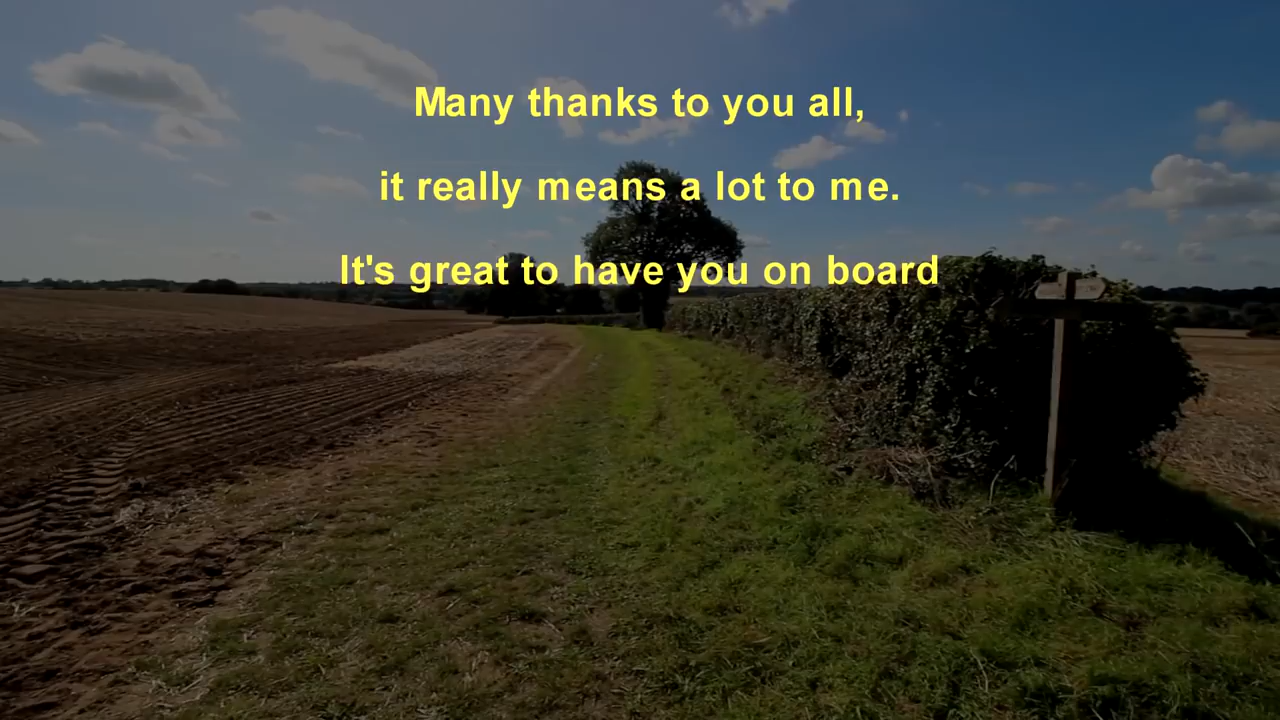 Many thanks to you all,
it really means a lot to me.
It's great to have you on board